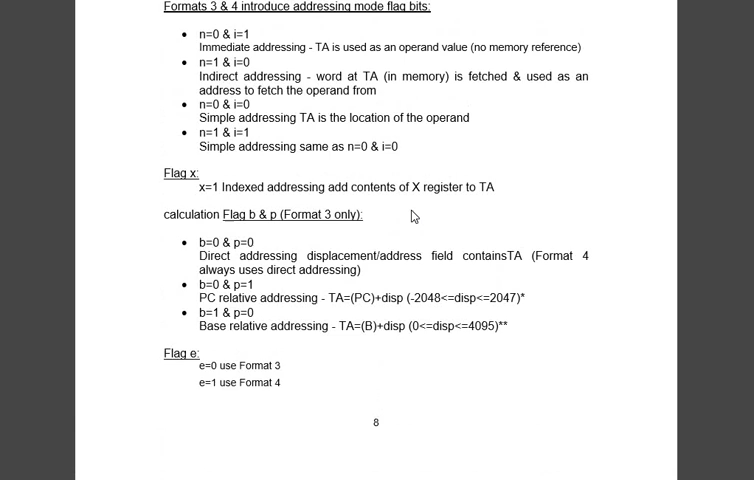 Formats 3 & 4 introduce addressing mode flag bits:
• n=0 & i=1
Immediate addressing - TA is used as an operand value (no memory reference)
• n=1 & i=0
Indirect addressing - word at TA (in memory) is fetched & used as an
address to fetch the operand from
• n=0 & i=0
Simple addressing TA is the location of the operand
• n=1 & i=1
Simple addressing same as n=0 & i=0
Flag x:
x=1 Indexed addressing add contents of X register to TA
calculation Flag b & p (Format 3 only):
• b=0 & p=0
Direct addressing displacement/address field containsTA (Format 4
always uses direct addressing)
• b=0 & p=1
PC relative addressing - TA=(PC)+disp (-2048<=disp<=2047)*
• b=1 & p=0
Base relative addressing - TA=(B)+disp (0<=disp<=4095)**
Flag e:
e=0 use Format 3
e=1 use Format 4
8